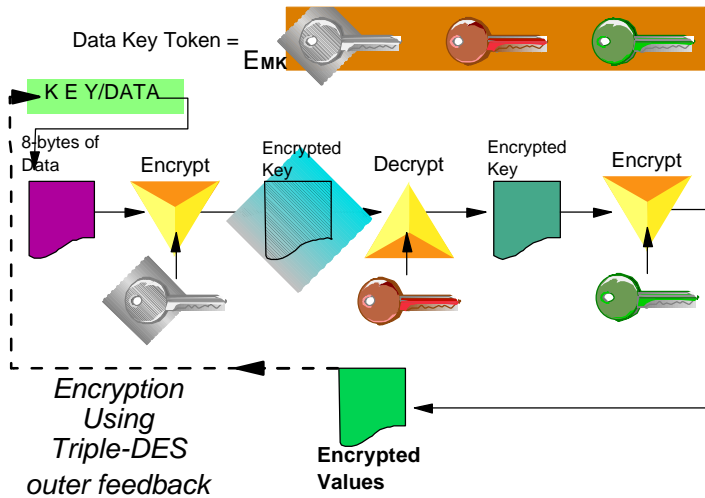 Data Key Token =
EMK
K E Y/DATA
8-bytes of
Data
Encrypt
Encrypted
Key
Decrypt
Encrypted
Key
Encrypt
Encryption
Using
Triple-DES
outer feedback
Encrypted
Values